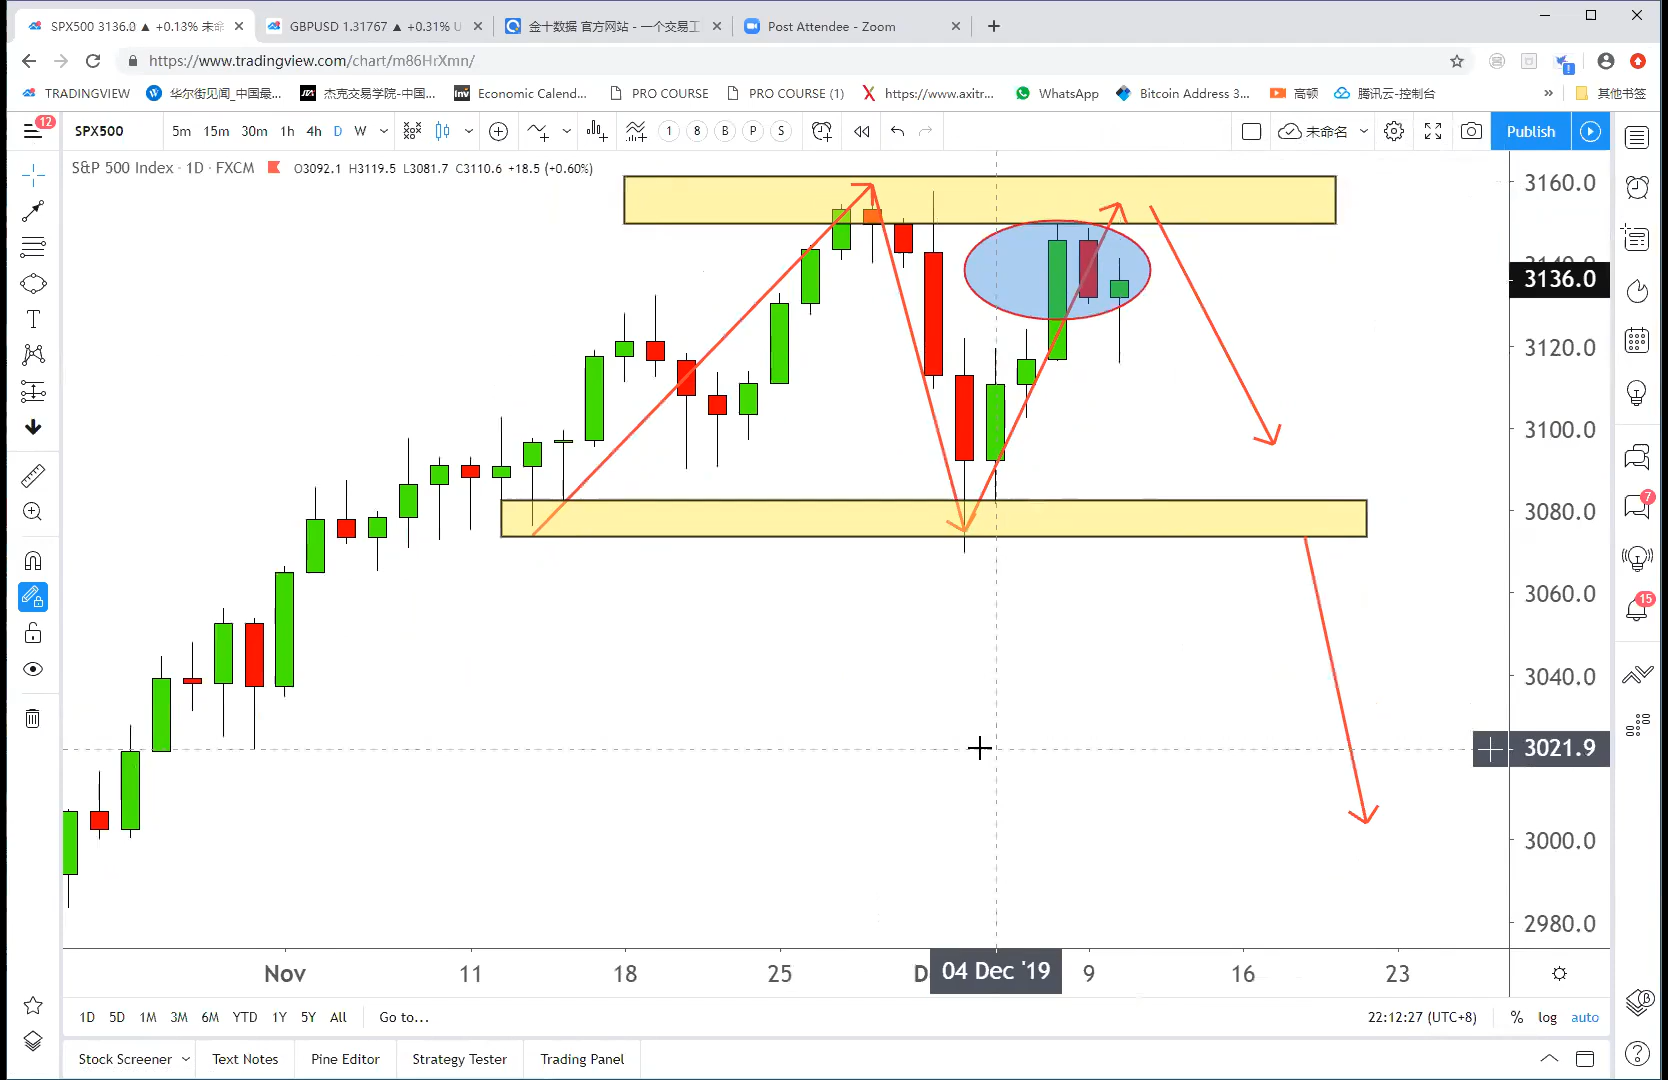 SPX500 3136.0 ▲ +0.13% 未命
GBPUSD 1.31767 ▲ +0.31% U
金十数据 官方网站 - 一个交易工
Post Attendee - Zoom
https://www.tradingview.com/chart/m86HrXmn/
TRADINGVIEW
华尔街见闻_中国最...
杰克交易学院-中国...
Economic Calend...
PRO COURSE
PRO COURSE (1)
https://www.axitr...
WhatsApp
Bitcoin Address 3...
高顿
腾讯云-控制台
»
其他书签
12
SPX500
5m 15m 30m 1h 4h D W
1 8 B P S
未命名
Publish
S&P 500 Index · 1D · FXCM O3092.1 H3119.5 L3081.7 C3110.6 +18.5 (+0.60%)
3160.0
3140.0
3136.0
3120.0
3100.0
3080.0
3060.0
3040.0
3021.9
3000.0
2980.0
7
15
Nov 11 18 25 D 04 Dec '19 9 16 23
1D 5D 1M 3M 6M YTD 1Y 5Y All Go to...
22:12:27 (UTC+8) % log auto
Stock Screener Text Notes Pine Editor Strategy Tester Trading Panel